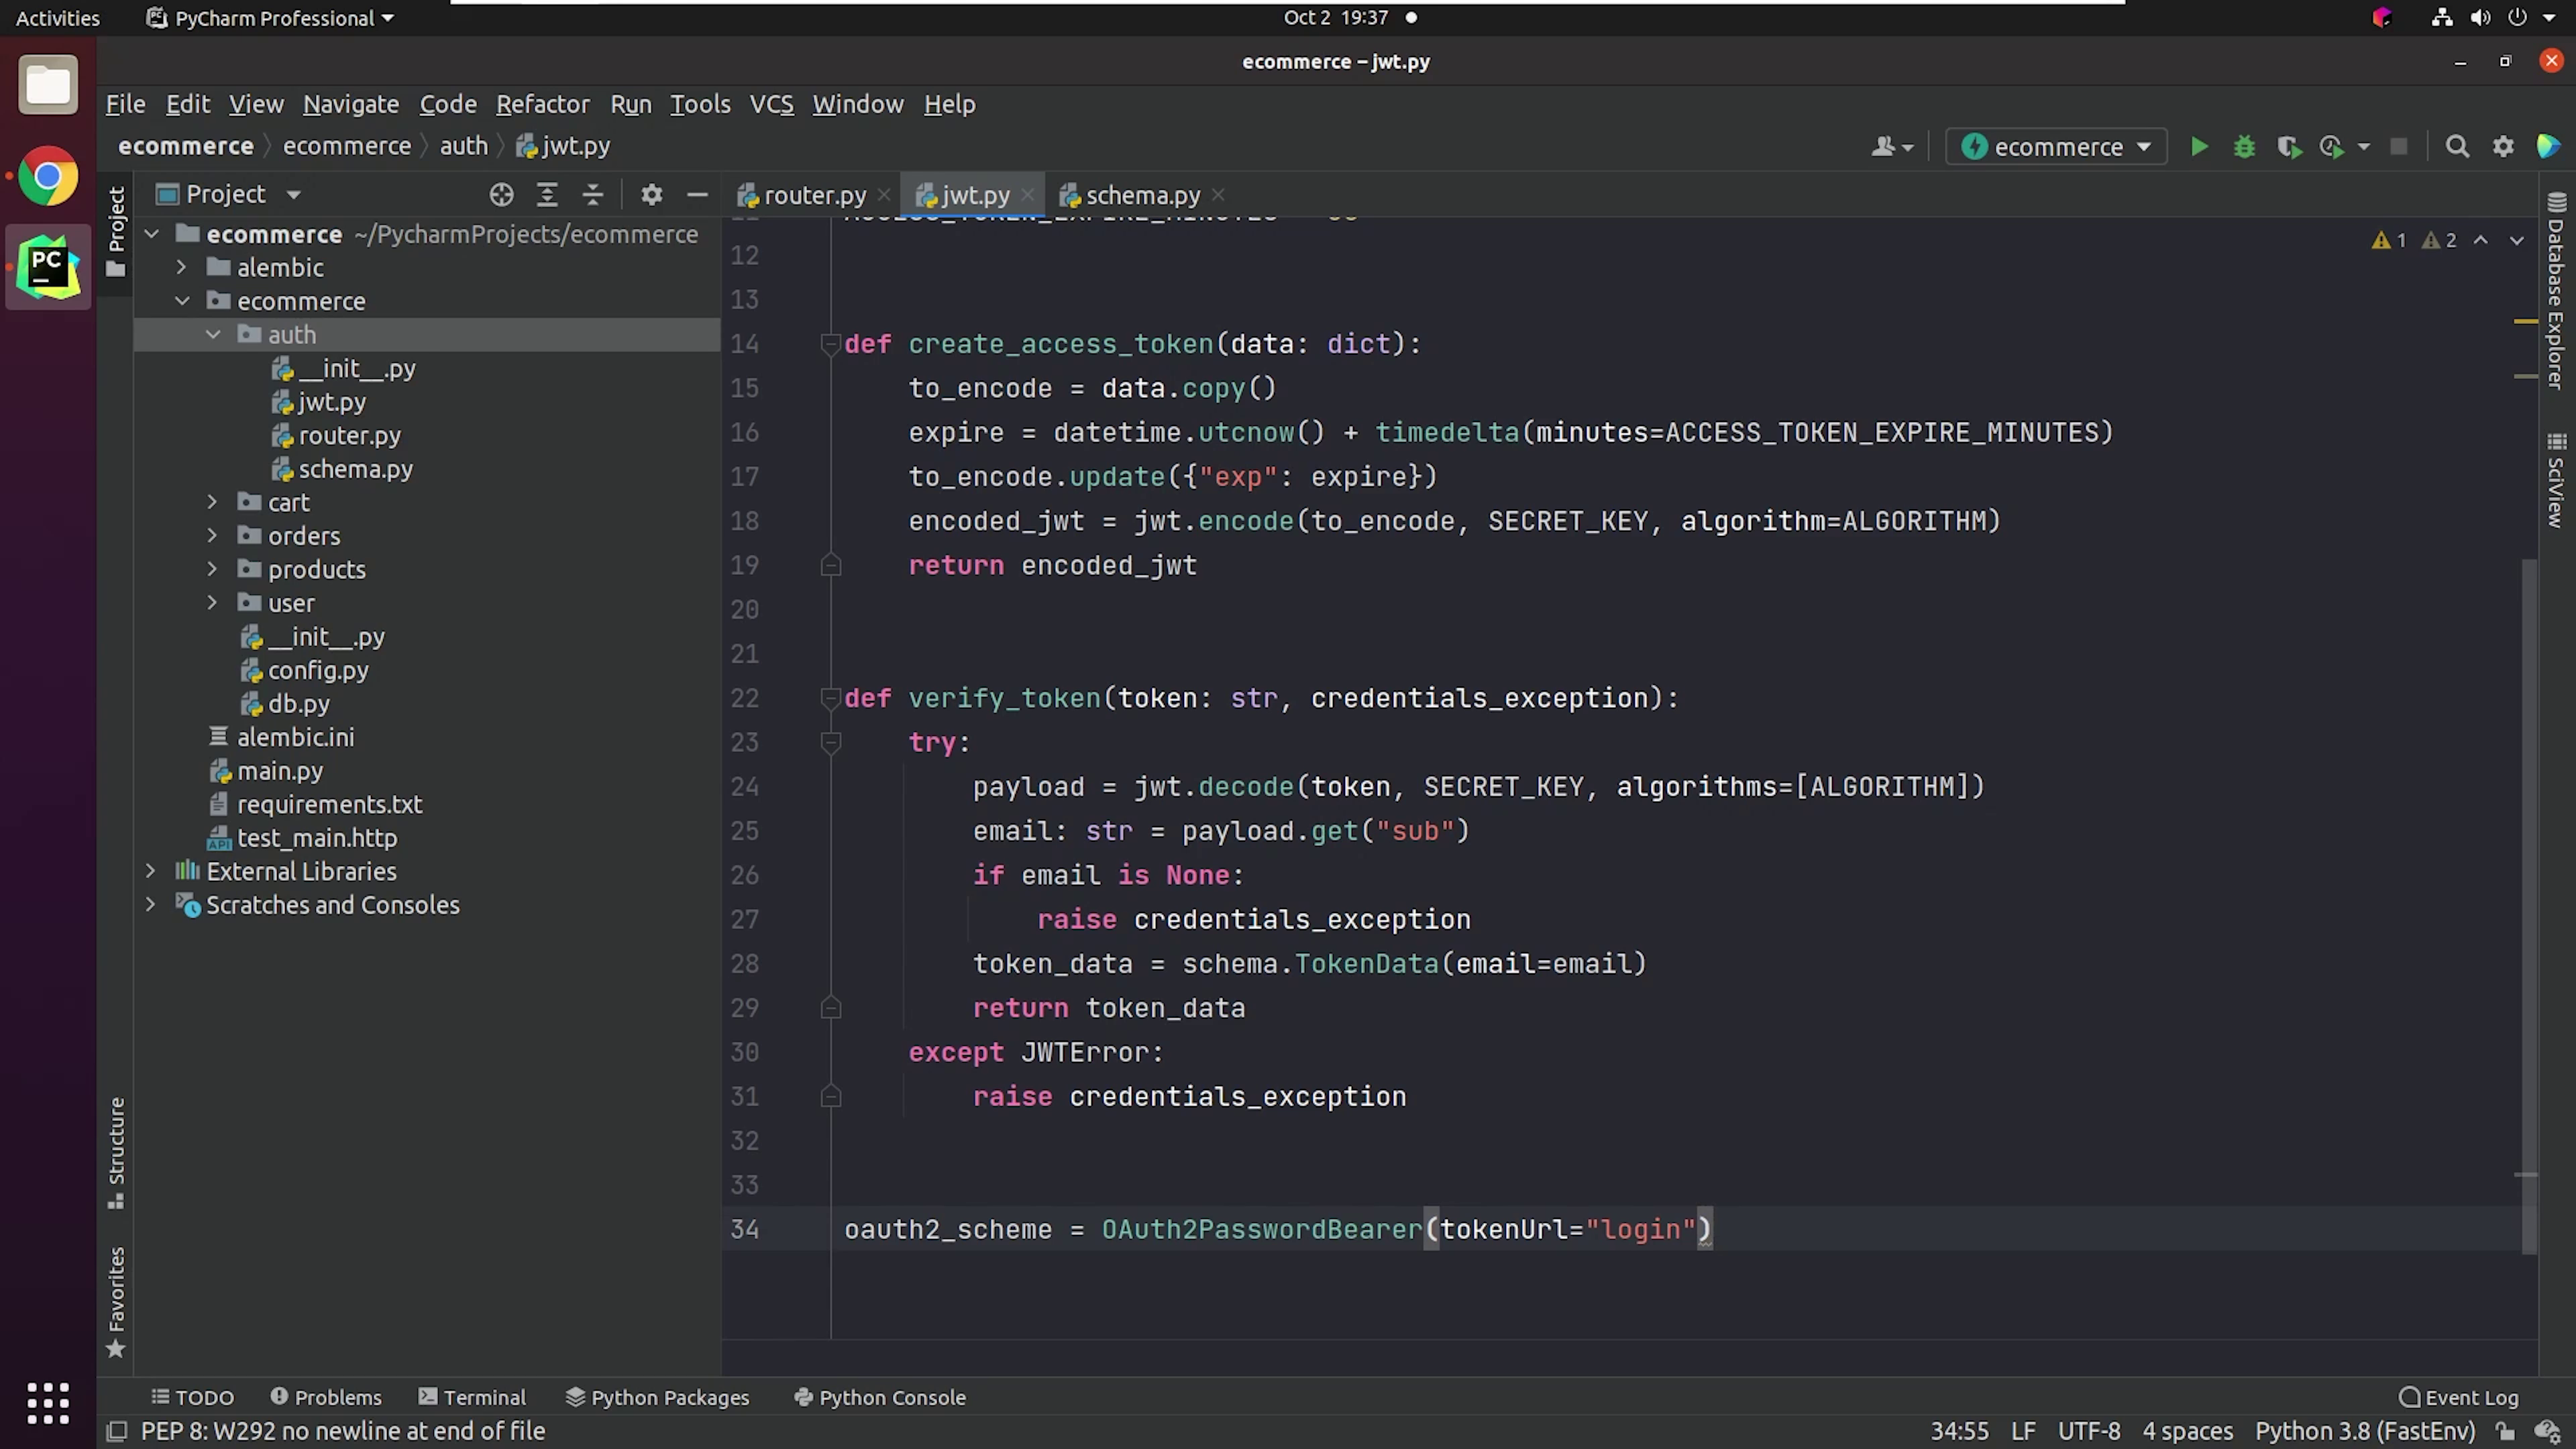 Activities
PyCharm Professional
Oct 2 19:37
ecommerce – jwt.py
File Edit View Navigate Code Refactor Run Tools VCS Window Help
ecommerce ecommerce auth jwt.py
ecommerce
Project
router.py jwt.py schema.py
Project
ecommerce ~/PycharmProjects/ecommerce
alembic
ecommerce
auth
__init__.py
jwt.py
router.py
schema.py
cart
orders
products
user
__init__.py
config.py
db.py
alembic.ini
main.py
requirements.txt
test_main.http
External Libraries
Scratches and Consoles
Structure
Favorites
1 2
12
13
14 def create_access_token(data: dict):
15 to_encode = data.copy()
16 expire = datetime.utcnow() + timedelta(minutes=ACCESS_TOKEN_EXPIRE_MINUTES)
17 to_encode.update({"exp": expire})
18 encoded_jwt = jwt.encode(to_encode, SECRET_KEY, algorithm=ALGORITHM)
19 return encoded_jwt
20
21
22 def verify_token(token: str, credentials_exception):
23 try:
24 payload = jwt.decode(token, SECRET_KEY, algorithms=[ALGORITHM])
25 email: str = payload.get("sub")
26 if email is None:
27 raise credentials_exception
28 token_data = schema.TokenData(email=email)
29 return token_data
30 except JWTError:
31 raise credentials_exception
32
33
34 oauth2_scheme = OAuth2PasswordBearer(tokenUrl="login")
Database Explorer
SciView
PC
API
TODO Problems Terminal Python Packages Python Console Event Log
PEP 8: W292 no newline at end of file
34:55 LF UTF-8 4 spaces Python 3.8 (FastEnv)